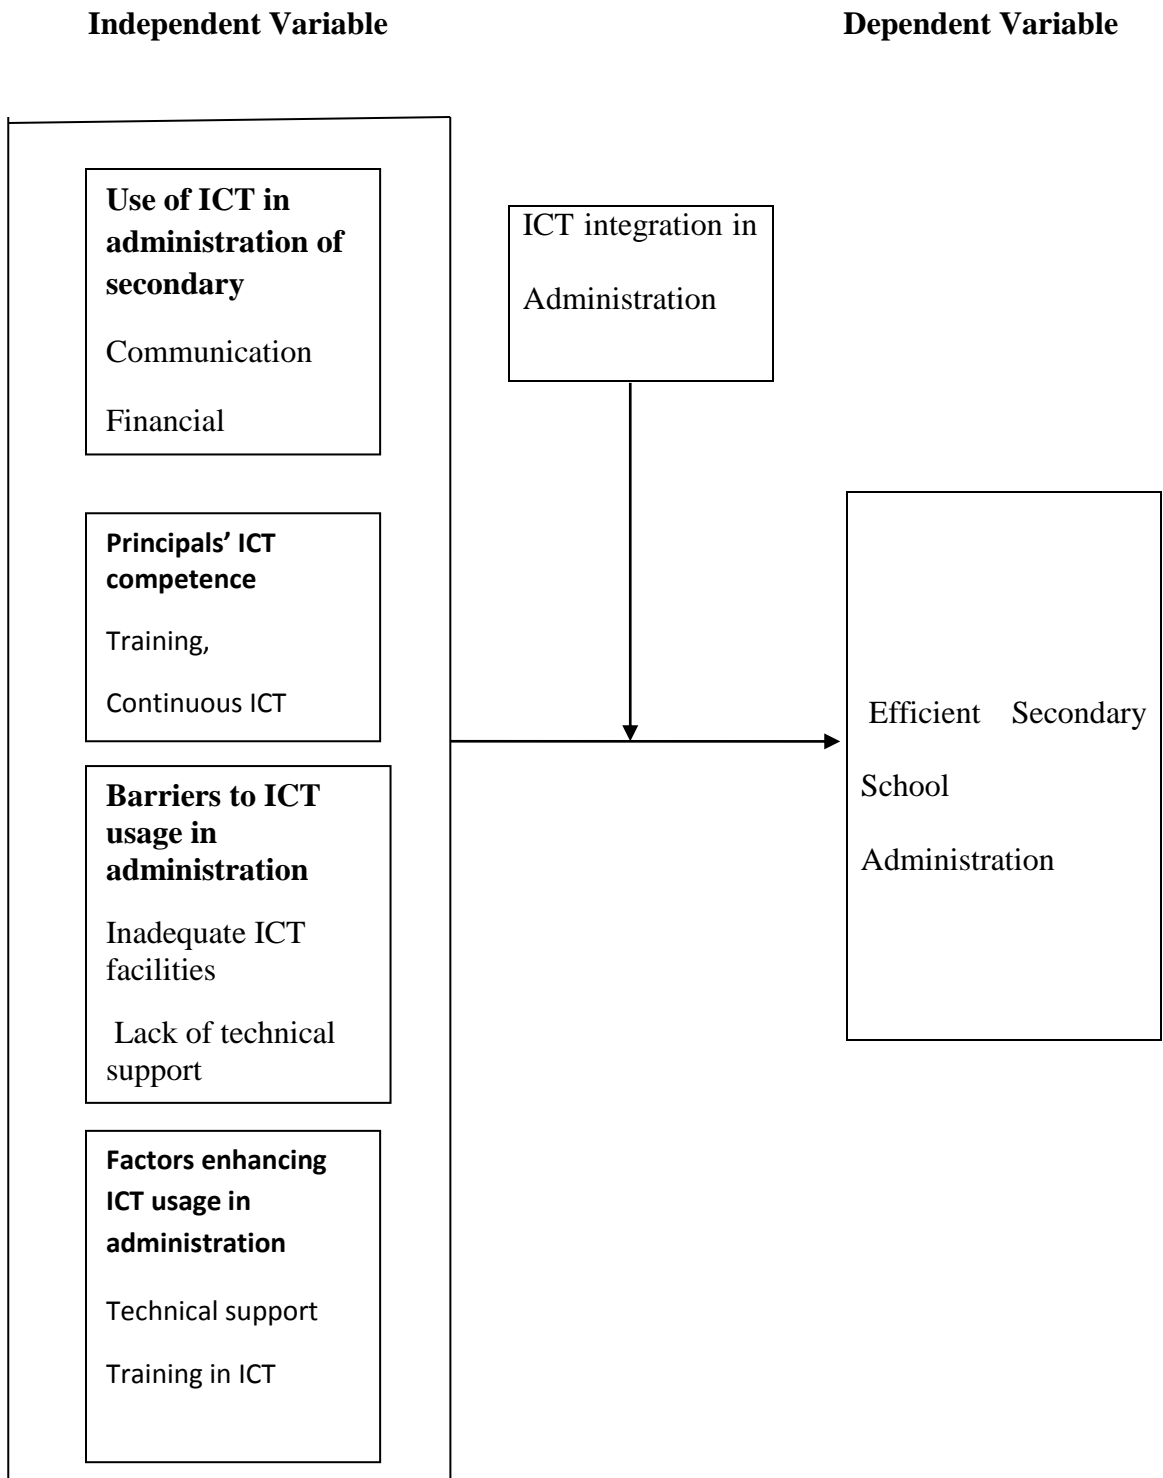 Independent Variable
Dependent Variable
Use of ICT in
administration of
secondary
Communication
Financial
ICT integration in
Administration
Principals’ ICT
competence
Training,
Continuous ICT
Barriers to ICT
usage in
administration
Inadequate ICT
facilities
Lack of technical
support
Factors enhancing
ICT usage in
administration
Technical support
Training in ICT
Efficient Secondary
School
Administration